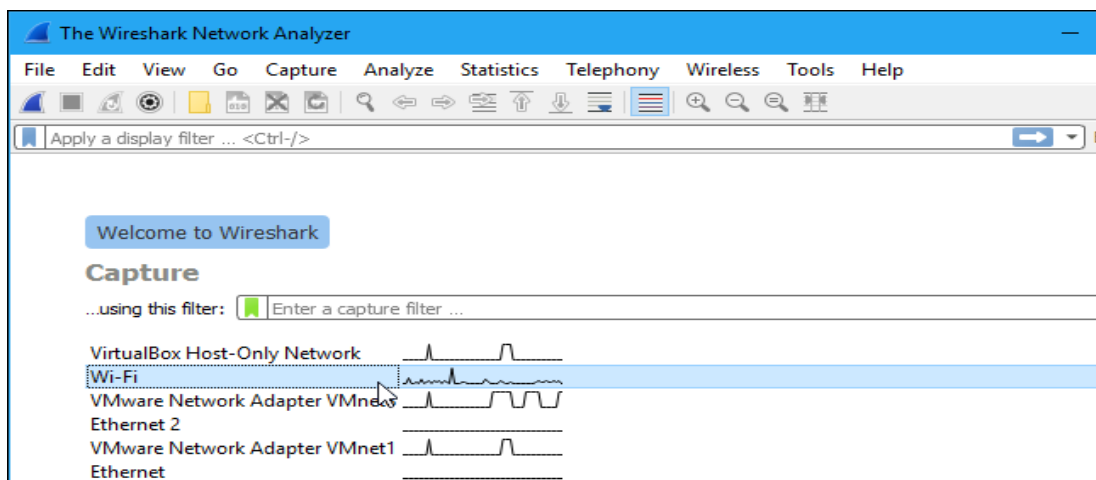 The Wireshark Network Analyzer
File Edit View Go Capture Analyze Statistics Telephony Wireless Tools Help
Apply a display filter ... <Ctrl-/>
Welcome to Wireshark
Capture
...using this filter: Enter a capture filter ...
VirtualBox Host-Only Network
Wi-Fi
VMware Network Adapter
Ethernet 2
VMware Network Adapter VMnet1
Ethernet